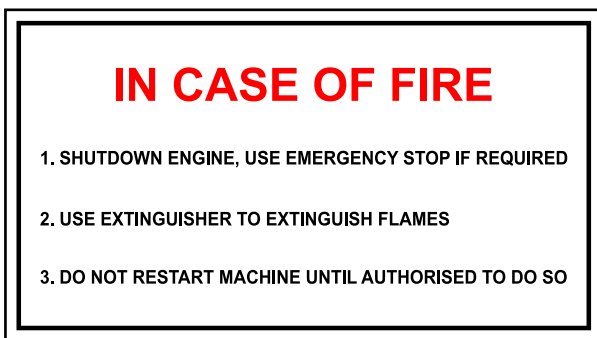 IN CASE OF FIRE
1. SHUTDOWN ENGINE, USE EMERGENCY STOP IF REQUIRED
2. USE EXTINGUISHER TO EXTINGUISH FLAMES
3. DO NOT RESTART MACHINE UNTIL AUTHORISED TO DO SO